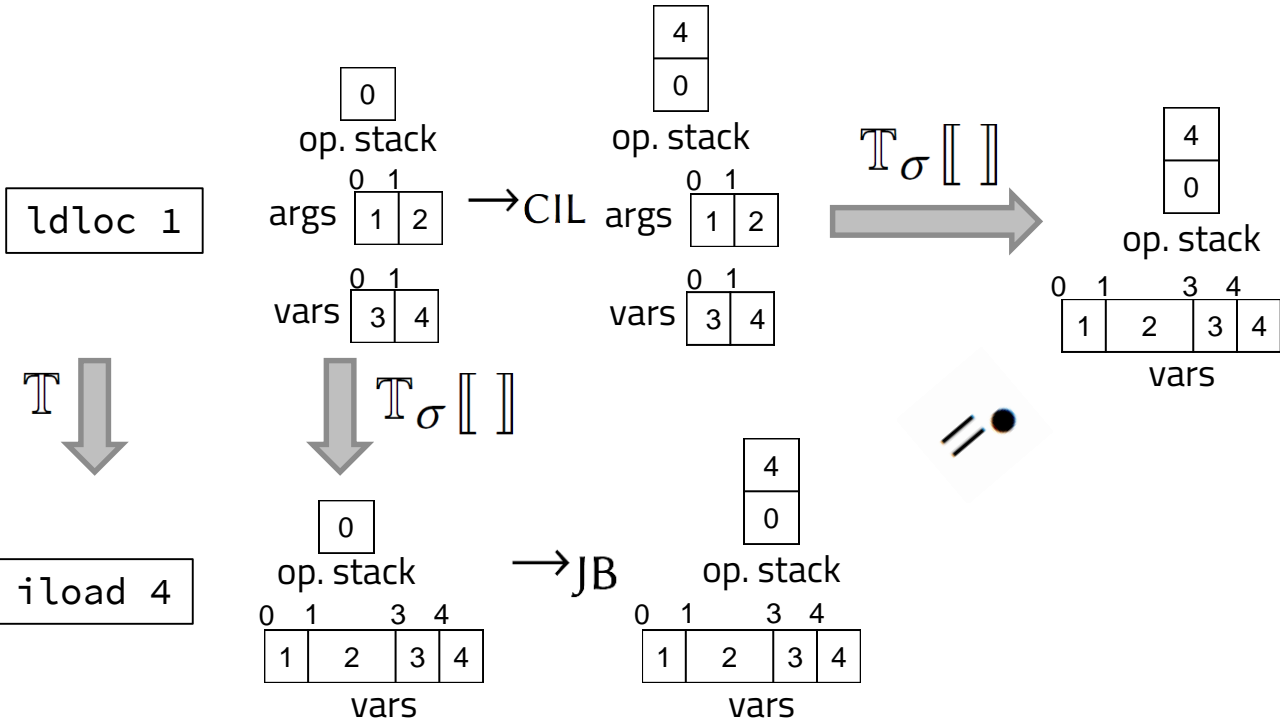 4
0
0
op. stack
op. stack
𝕋σ⟦ ⟧
4
0
op. stack
ldloc 1
0 1
args 1 2
→CIL
0 1
args 1 2
0 1
vars 3 4
0 1
vars 3 4
0 1 3 4
1 2 3 4
vars
𝕋
𝕋σ⟦ ⟧
4
0
0
op. stack
op. stack
→JB
iload 4
0 1 3 4
1 2 3 4
vars
0 1 3 4
1 2 3 4
vars